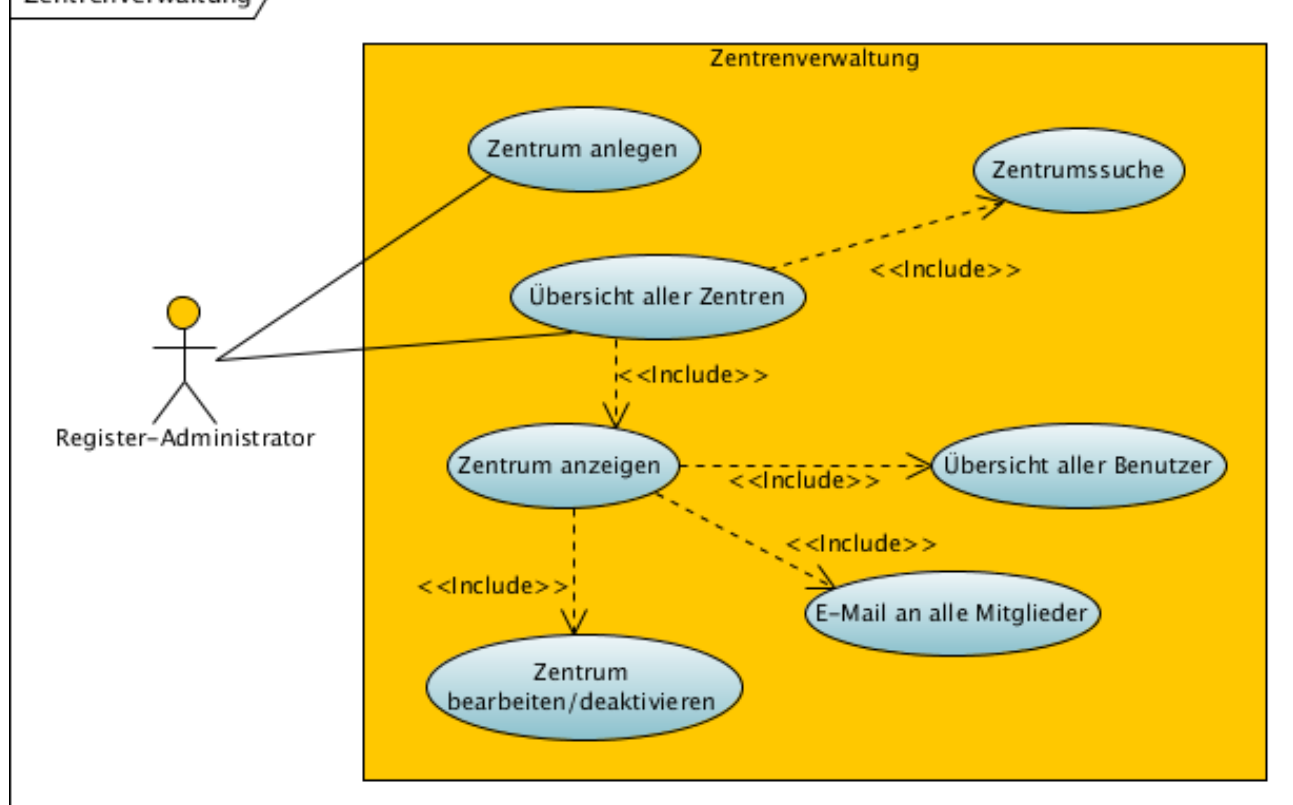 Zentrenverwaltung
Zentrenverwaltung
Zentrum anlegen
Zentrumssuche
<<Include>>
Übersicht aller Zentren
<<Include>>
Register-Administrator
Zentrum anzeigen
<<Include>>
Übersicht aller Benutzer
<<Include>>
<<Include>>
E-Mail an alle Mitglieder
Zentrum
bearbeiten/deaktivieren